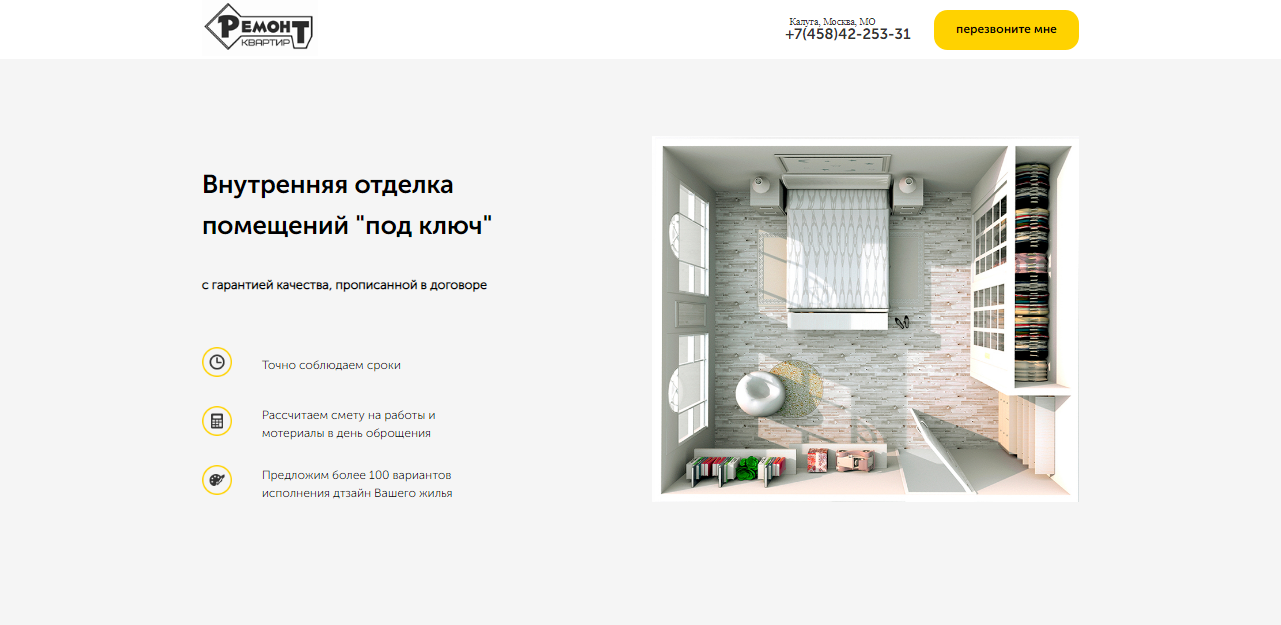 РЕМОНТ
КВАРТИР
Калуга, Москва, МО
+7(458)42-253-31
перезвоните мне
Внутренняя отделка
помещений "под ключ"
с гарантией качества, прописанной в договоре
Точно соблюдаем сроки
Рассчитаем смету на работы и
мотериалы в день оброщения
Предложим более 100 вариантов
исполнения дтзайн Вашего жилья